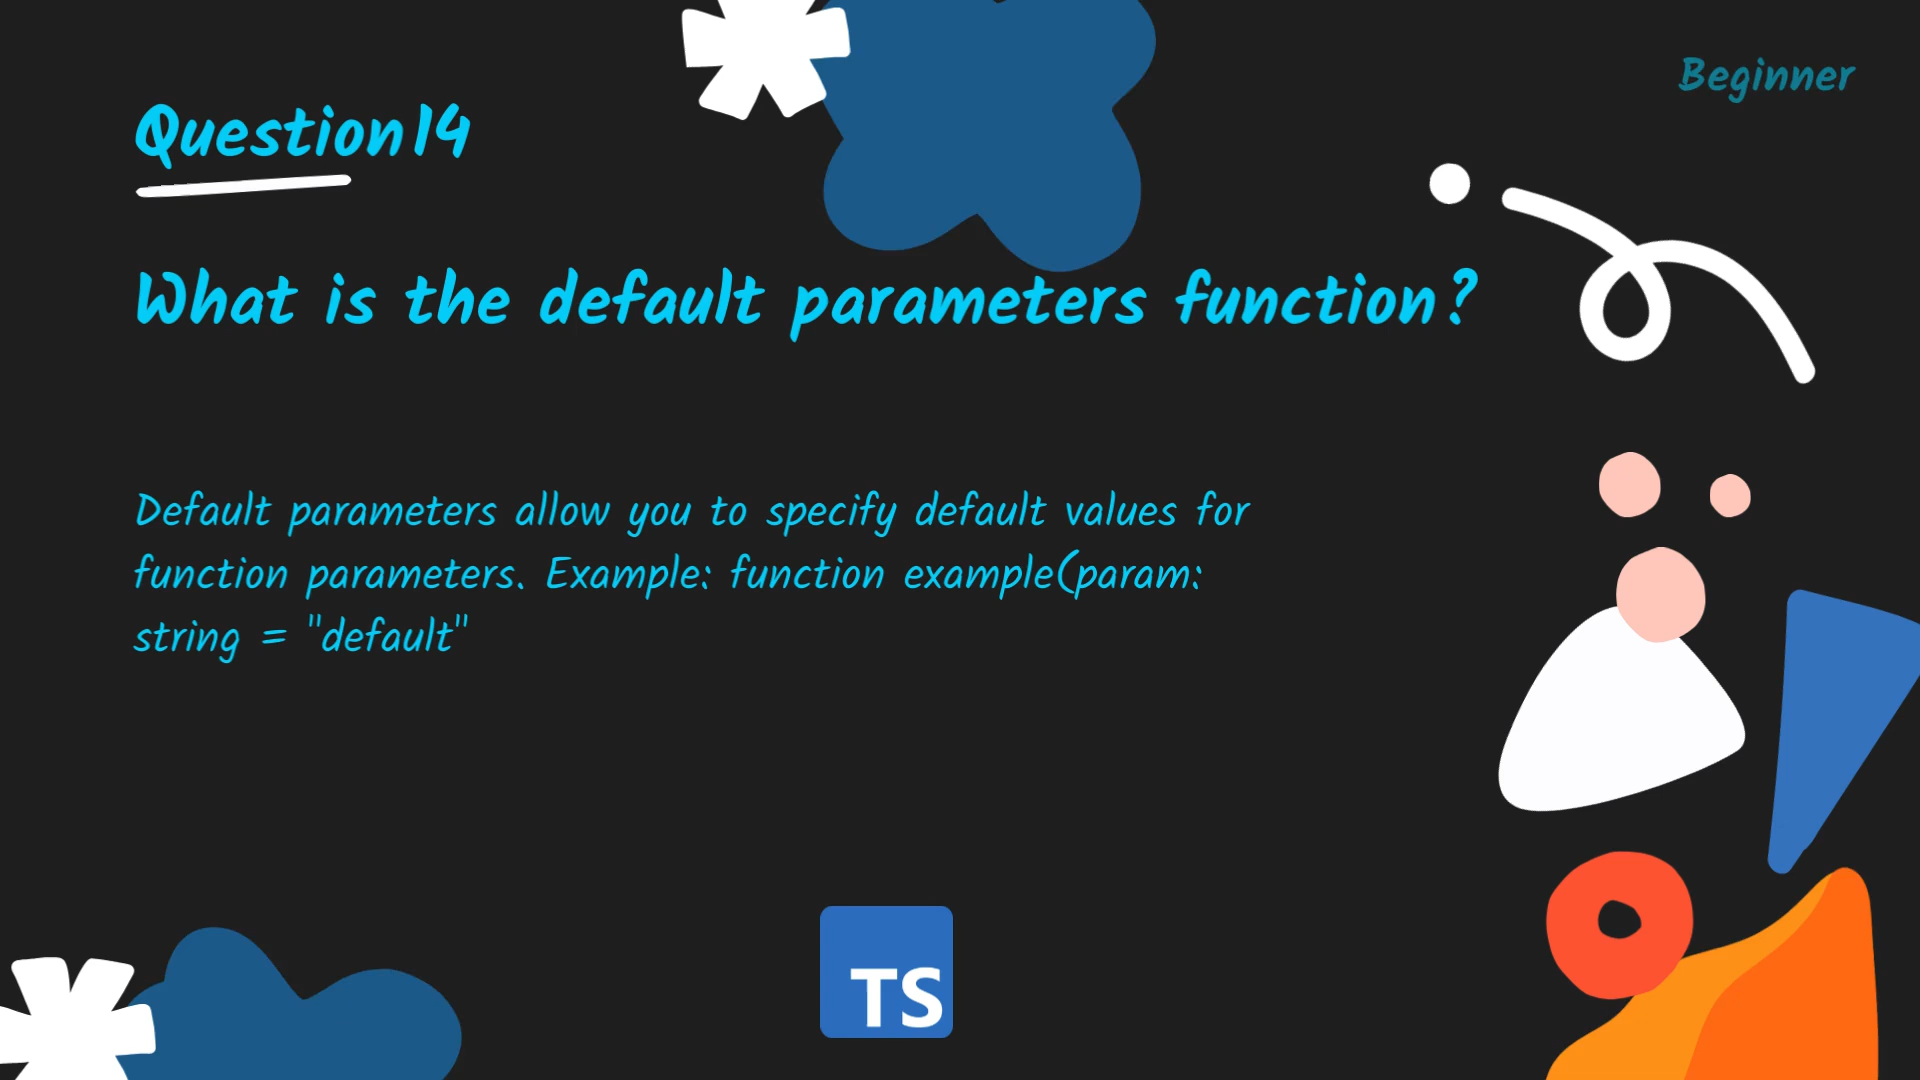 Beginner
Question14
What is the default parameters function?
Default parameters allow you to specify default values for
function parameters. Example: function example(param:
string = "default"
TS